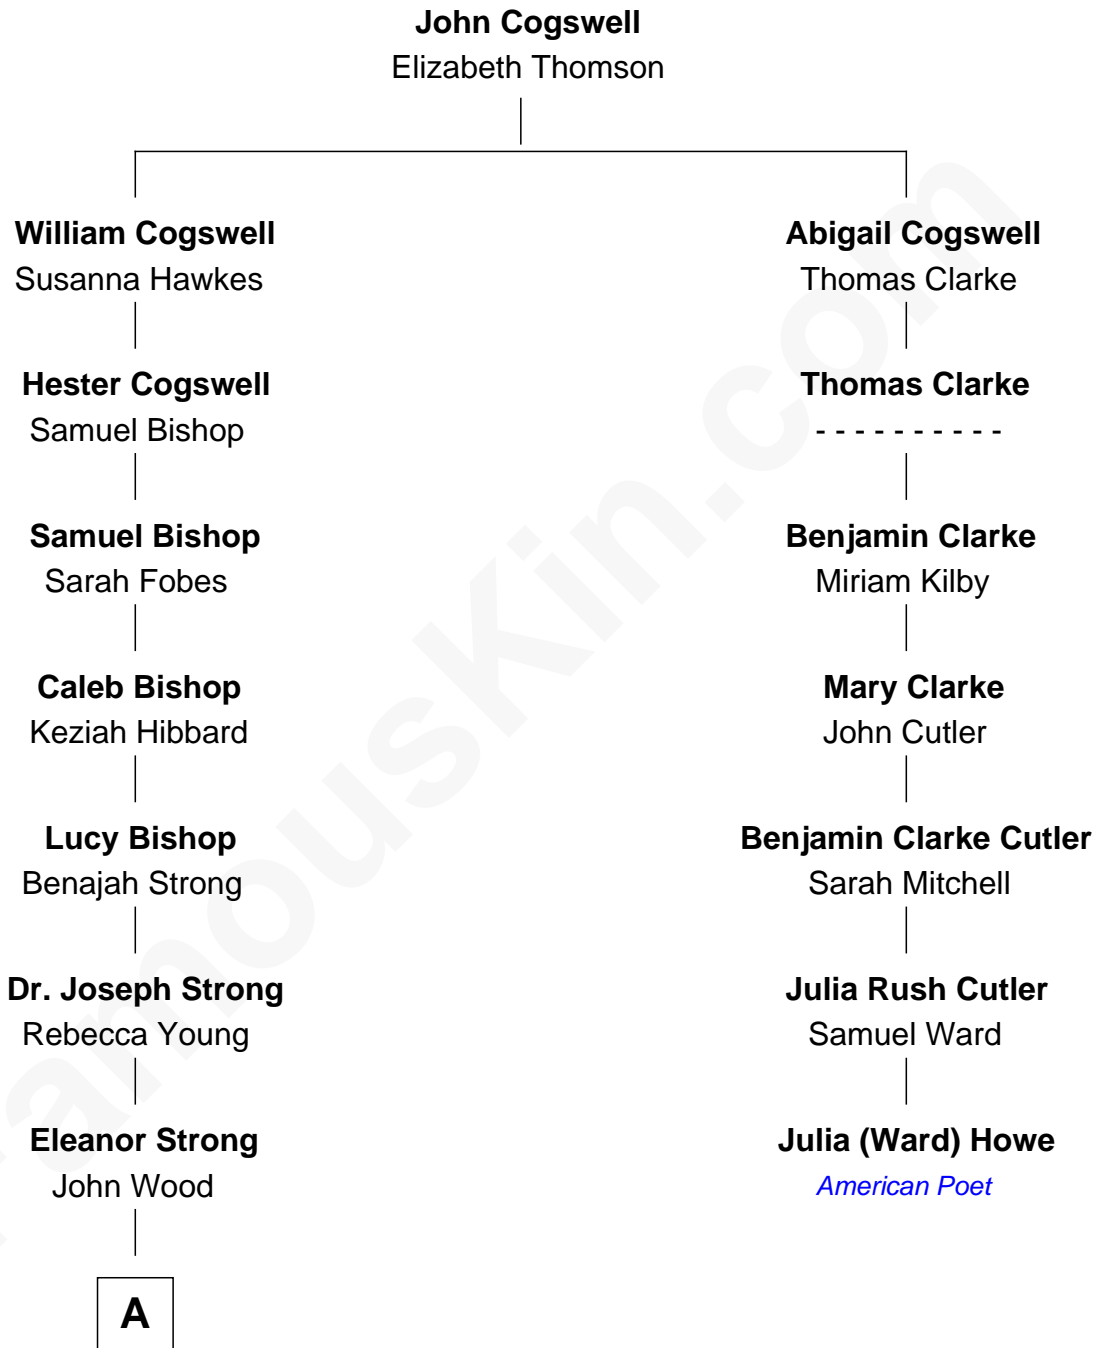 John Cogswell
Elizabeth Thomson
William Cogswell
Susanna Hawkes
Abigail Cogswell
Thomas Clarke
Hester Cogswell
Samuel Bishop
Thomas Clarke
- - - - - - - - - -
Samuel Bishop
Sarah Fobes
Benjamin Clarke
Miriam Kilby
Caleb Bishop
Keziah Hibbard
Mary Clarke
John Cutler
Lucy Bishop
Benajah Strong
Benjamin Clarke Cutler
Sarah Mitchell
Dr. Joseph Strong
Rebecca Young
Julia Rush Cutler
Samuel Ward
Eleanor Strong
John Wood
Julia (Ward) Howe
American Poet
A
FamousKin.com